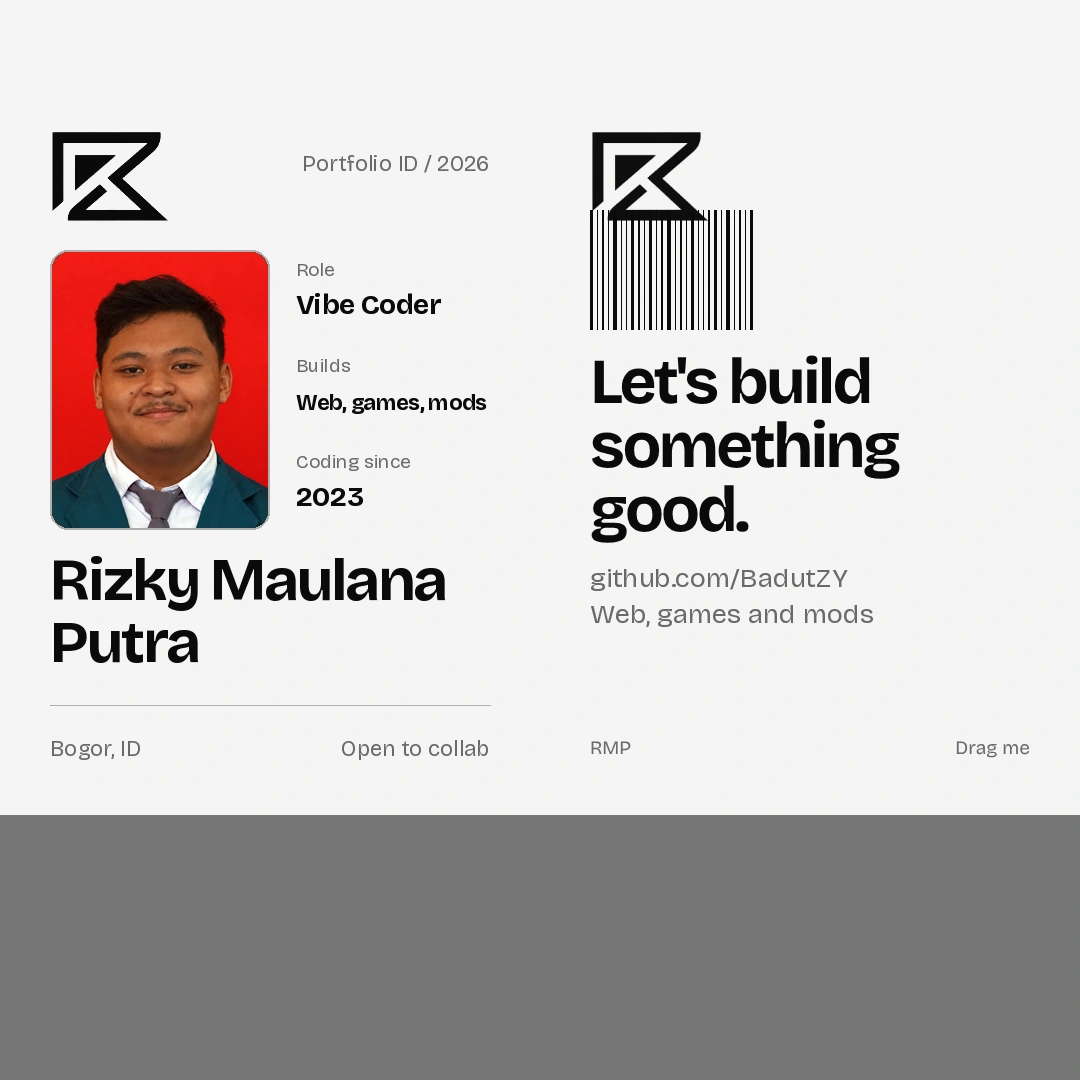 Portfolio ID / 2026
Role
Vibe Coder
Builds
Web, games, mods
Coding since
2023
Rizky Maulana
Putra
Bogor, ID
Open to collab
Let's build
something
good.
github.com/BadutZY
Web, games and mods
RMP
Drag me